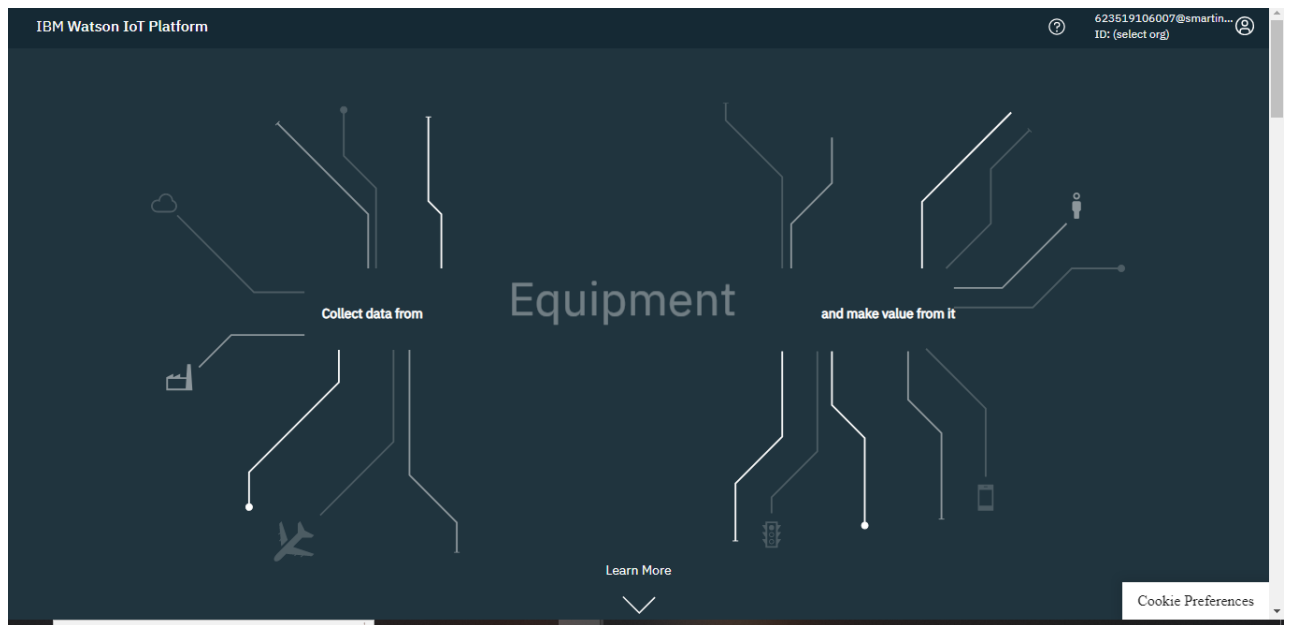 IBM Watson IoT Platform
623519106007@smartin...
ID: (select org)
Collect data from
Equipment
and make value from it
Learn More
Cookie Preferences